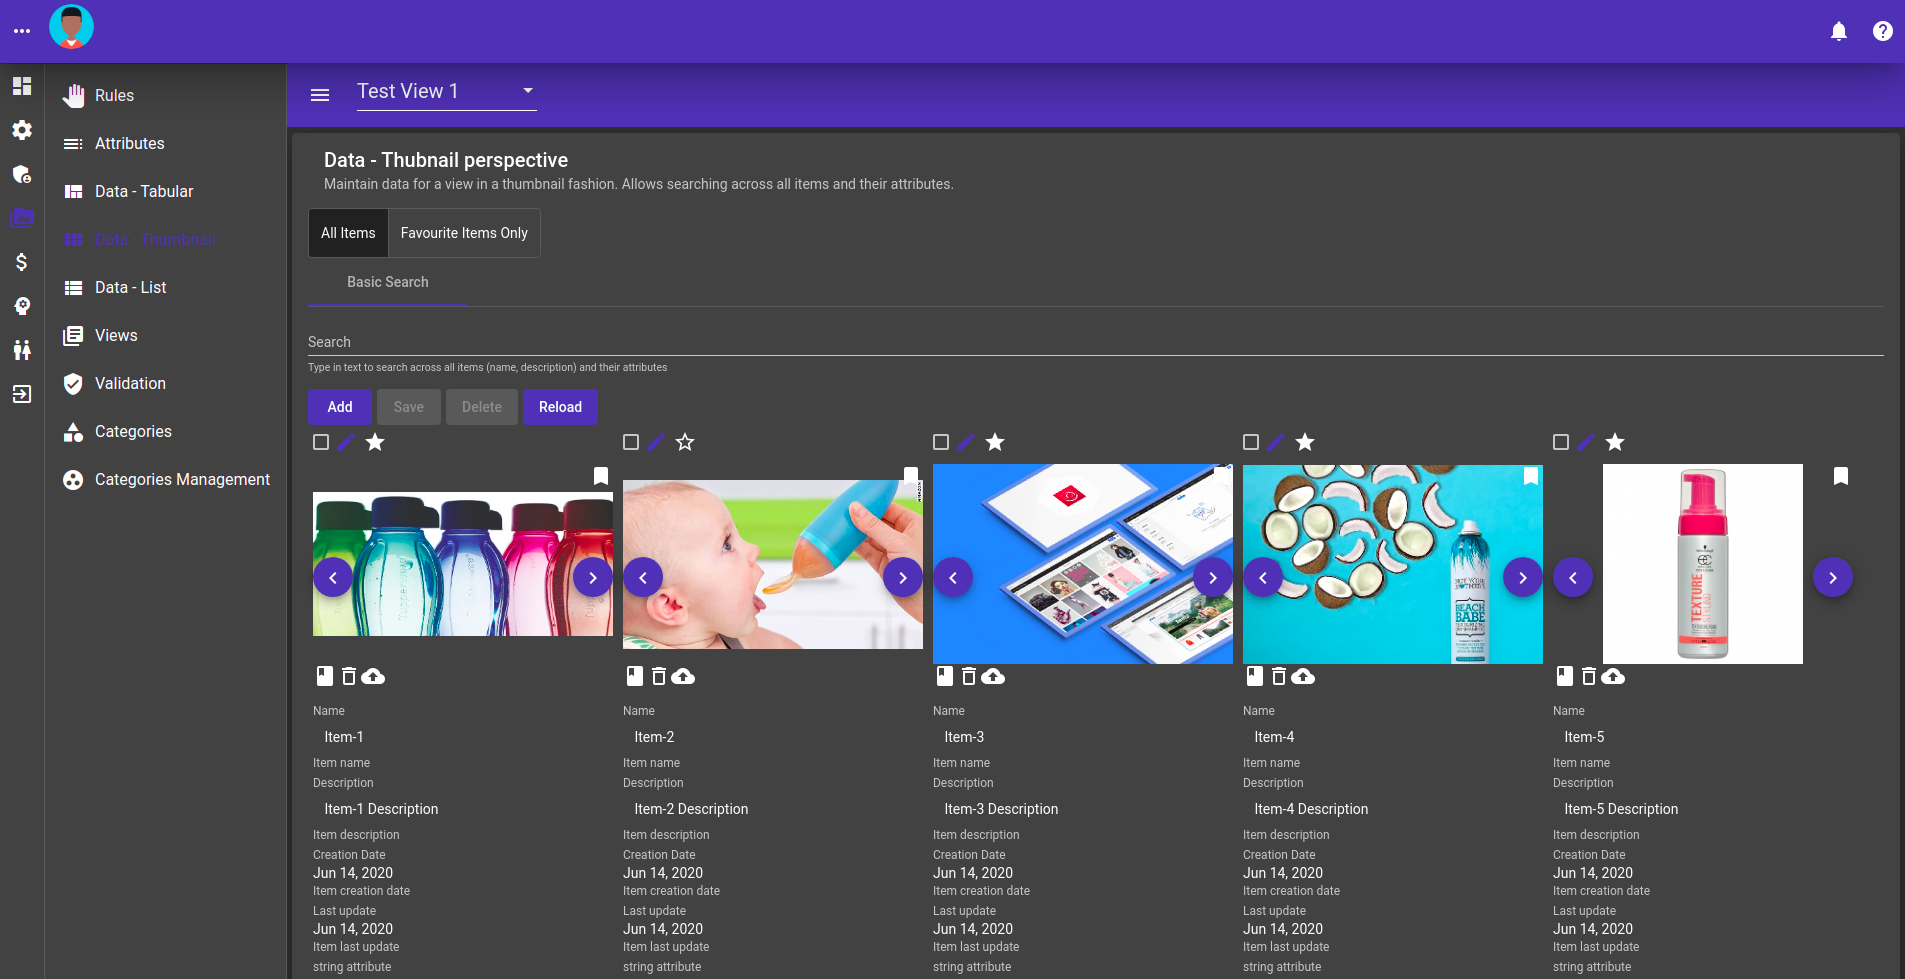 Test View 1
Rules
Attributes
Data - Tabular
Data - Thumbnail
Data - List
Views
Validation
Categories
Categories Management
Data - Thubnail perspective
Maintain data for a view in a thumbnail fashion. Allows searching across all items and their attributes.
All Items Favourite Items Only
Basic Search
Search
Type in text to search across all items (name, description) and their attributes
Add Save Delete Reload
BEACH
BABE
TEXTURE
Name Name Name Name Name
Item-1 Item-2 Item-3 Item-4 Item-5
Item name Item name Item name Item name Item name
Description Description Description Description Description
Item-1 Description Item-2 Description Item-3 Description Item-4 Description Item-5 Description
Item description Item description Item description Item description Item description
Creation Date Creation Date Creation Date Creation Date Creation Date
Jun 14, 2020 Jun 14, 2020 Jun 14, 2020 Jun 14, 2020 Jun 14, 2020
Item creation date Item creation date Item creation date Item creation date Item creation date
Last update Last update Last update Last update Last update
Jun 14, 2020 Jun 14, 2020 Jun 14, 2020 Jun 14, 2020 Jun 14, 2020
Item last update Item last update Item last update Item last update Item last update
string attribute string attribute string attribute string attribute string attribute